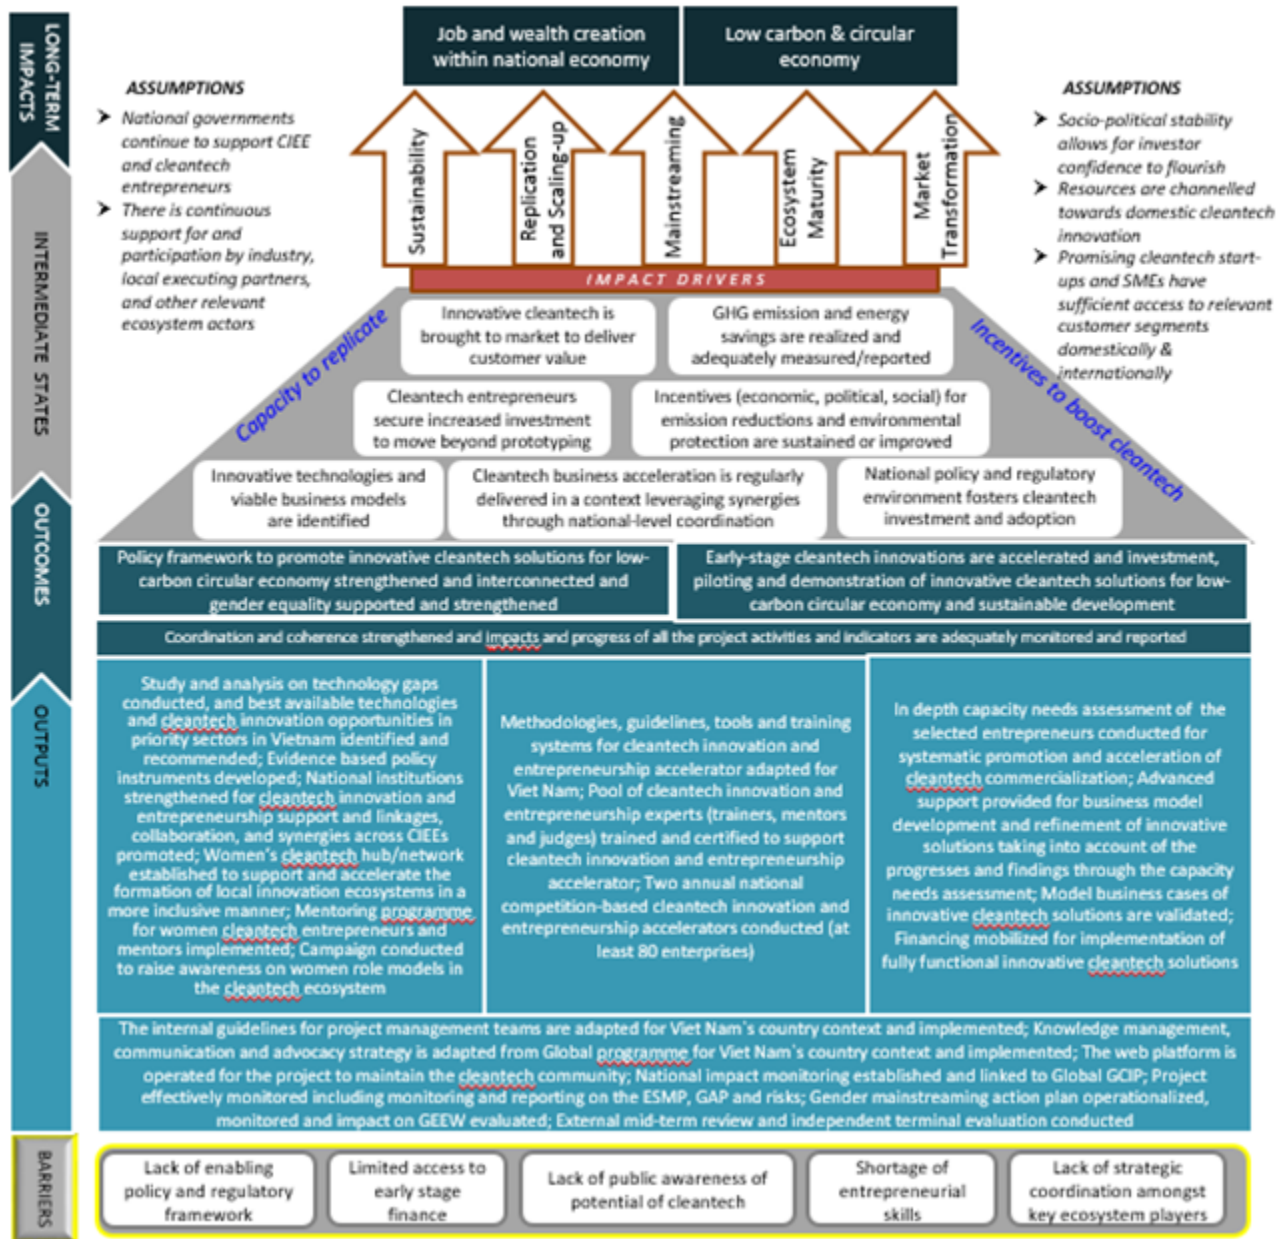 LONG-TERM
IMPACTS
Job and wealth creation
within national economy
Low carbon & circular
economy
ASSUMPTIONS
➤ National governments
continue to support CIEE
and cleantech
entrepreneurs
➤ There is continuous
support for and
participation by industry,
local executing partners,
and other relevant
ecosystem actors
Sustainability
Replication
and Scaling-up
Mainstreaming
Ecosystem
Maturity
Market
Transformation
IMPACT DRIVERS
ASSUMPTIONS
➤ Socio-political stability
allows for investor
confidence to flourish
➤ Resources are channelled
towards domestic cleantech
innovation
➤ Promising cleantech start-
ups and SMEs have
sufficient access to relevant
customer segments
domestically &
internationally
INTERMEDIATE STATES
Capacity to replicate
Incentives to boost cleantech
Innovative cleantech is
brought to market to deliver
customer value
GHG emission and energy
savings are realized and
adequately measured/reported
Cleantech entrepreneurs
secure increased investment
to move beyond prototyping
Incentives (economic, political, social) for
emission reductions and environmental
protection are sustained or improved
Innovative technologies and
viable business models
are identified
Cleantech business acceleration is regularly
delivered in a context leveraging synergies
through national-level coordination
National policy and regulatory
environment fosters cleantech
investment and adoption
OUTCOMES
Policy framework to promote innovative cleantech solutions for low-
carbon circular economy strengthened and interconnected and
gender equality supported and strengthened
Early-stage cleantech innovations are accelerated and investment,
piloting and demonstration of innovative cleantech solutions for low-
carbon circular economy and sustainable development
Coordination and coherence strengthened and impacts and progress of all the project activities and indicators are adequately monitored and reported
OUTPUTS
Study and analysis on technology gaps
conducted, and best available technologies
and cleantech innovation opportunities in
priority sectors in Vietnam identified and
recommended; Evidence based policy
instruments developed; National institutions
strengthened for cleantech innovation and
entrepreneurship support and linkages,
collaboration, and synergies across CIEEs
promoted; Women's cleantech hub/network
established to support and accelerate the
formation of local innovation ecosystems in a
more inclusive manner; Mentoring programme
for women cleantech entrepreneurs and
mentors implemented; Campaign conducted
to raise awareness on women role models in
the cleantech ecosystem
Methodologies, guidelines, tools and training
systems for cleantech innovation and
entrepreneurship accelerator adapted for
Viet Nam; Pool of cleantech innovation and
entrepreneurship experts (trainers, mentors
and judges) trained and certified to support
cleantech innovation and entrepreneurship
accelerator; Two annual national
competition-based cleantech innovation and
entrepreneurship accelerators conducted (at
least 80 enterprises)
In depth capacity needs assessment of the
selected entrepreneurs conducted for
systematic promotion and acceleration of
cleantech commercialization; Advanced
support provided for business model
development and refinement of innovative
solutions taking into account of the
progresses and findings through the capacity
needs assessment; Model business cases of
innovative cleantech solutions are validated;
Financing mobilized for implementation of
fully functional innovative cleantech solutions
The internal guidelines for project management teams are adapted for Viet Nam`s country context and implemented; Knowledge management,
communication and advocacy strategy is adapted from Global programme for Viet Nam`s country context and implemented; The web platform is
operated for the project to maintain the cleantech community; National impact monitoring established and linked to Global GCIP; Project
effectively monitored including monitoring and reporting on the ESMP, GAP and risks; Gender mainstreaming action plan operationalized,
monitored and impact on GEEW evaluated; External mid-term review and independent terminal evaluation conducted
BARRIERS
Lack of enabling
policy and regulatory
framework
Limited access to
early stage
finance
Lack of public awareness of
potential of cleantech
Shortage of
entrepreneurial
skills
Lack of strategic
coordination amongst
key ecosystem players